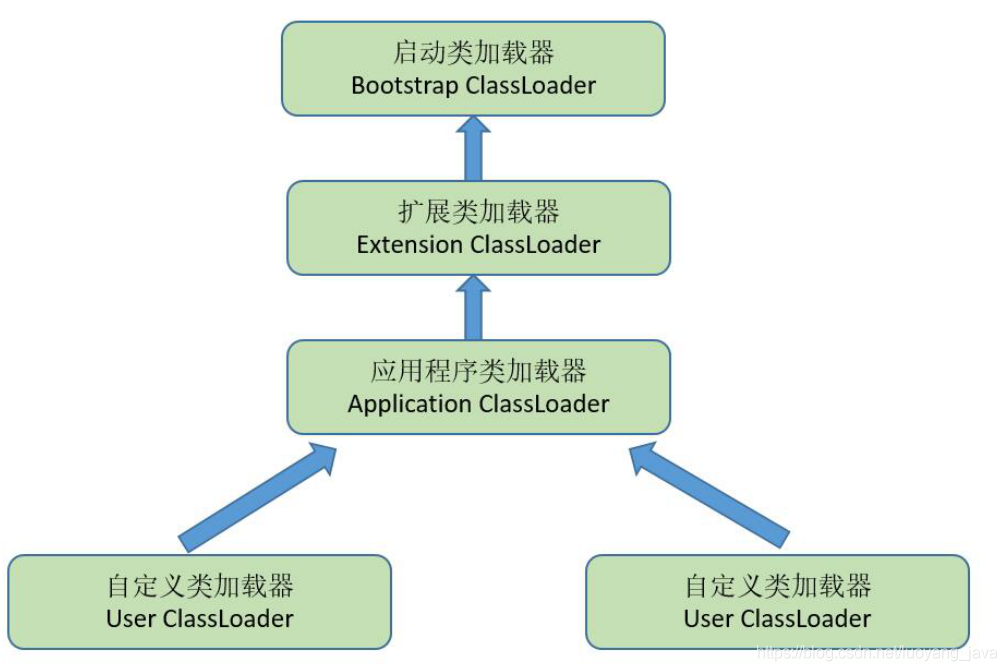 启动类加载器
Bootstrap ClassLoader
扩展类加载器
Extension ClassLoader
应用程序类加载器
Application ClassLoader
自定义类加载器
User ClassLoader
自定义类加载器
User ClassLoader
https://blog.csdn.net/luoyang_java